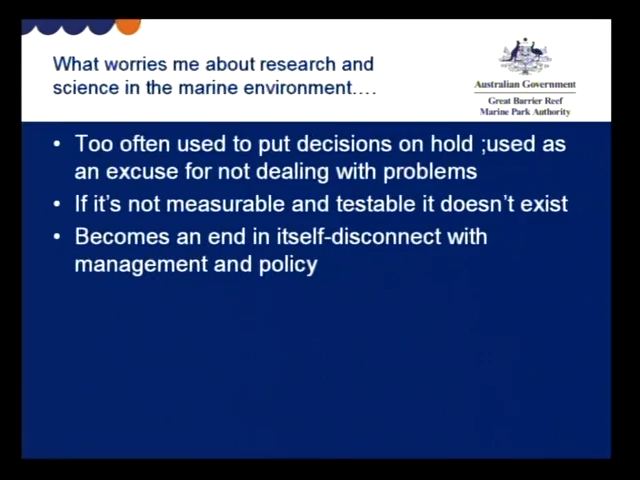 What worries me about research and
science in the marine environment….
Australian Government
Great Barrier Reef
Marine Park Authority
• Too often used to put decisions on hold ;used as
an excuse for not dealing with problems
• If it's not measurable and testable it doesn't exist
• Becomes an end in itself-disconnect with
management and policy